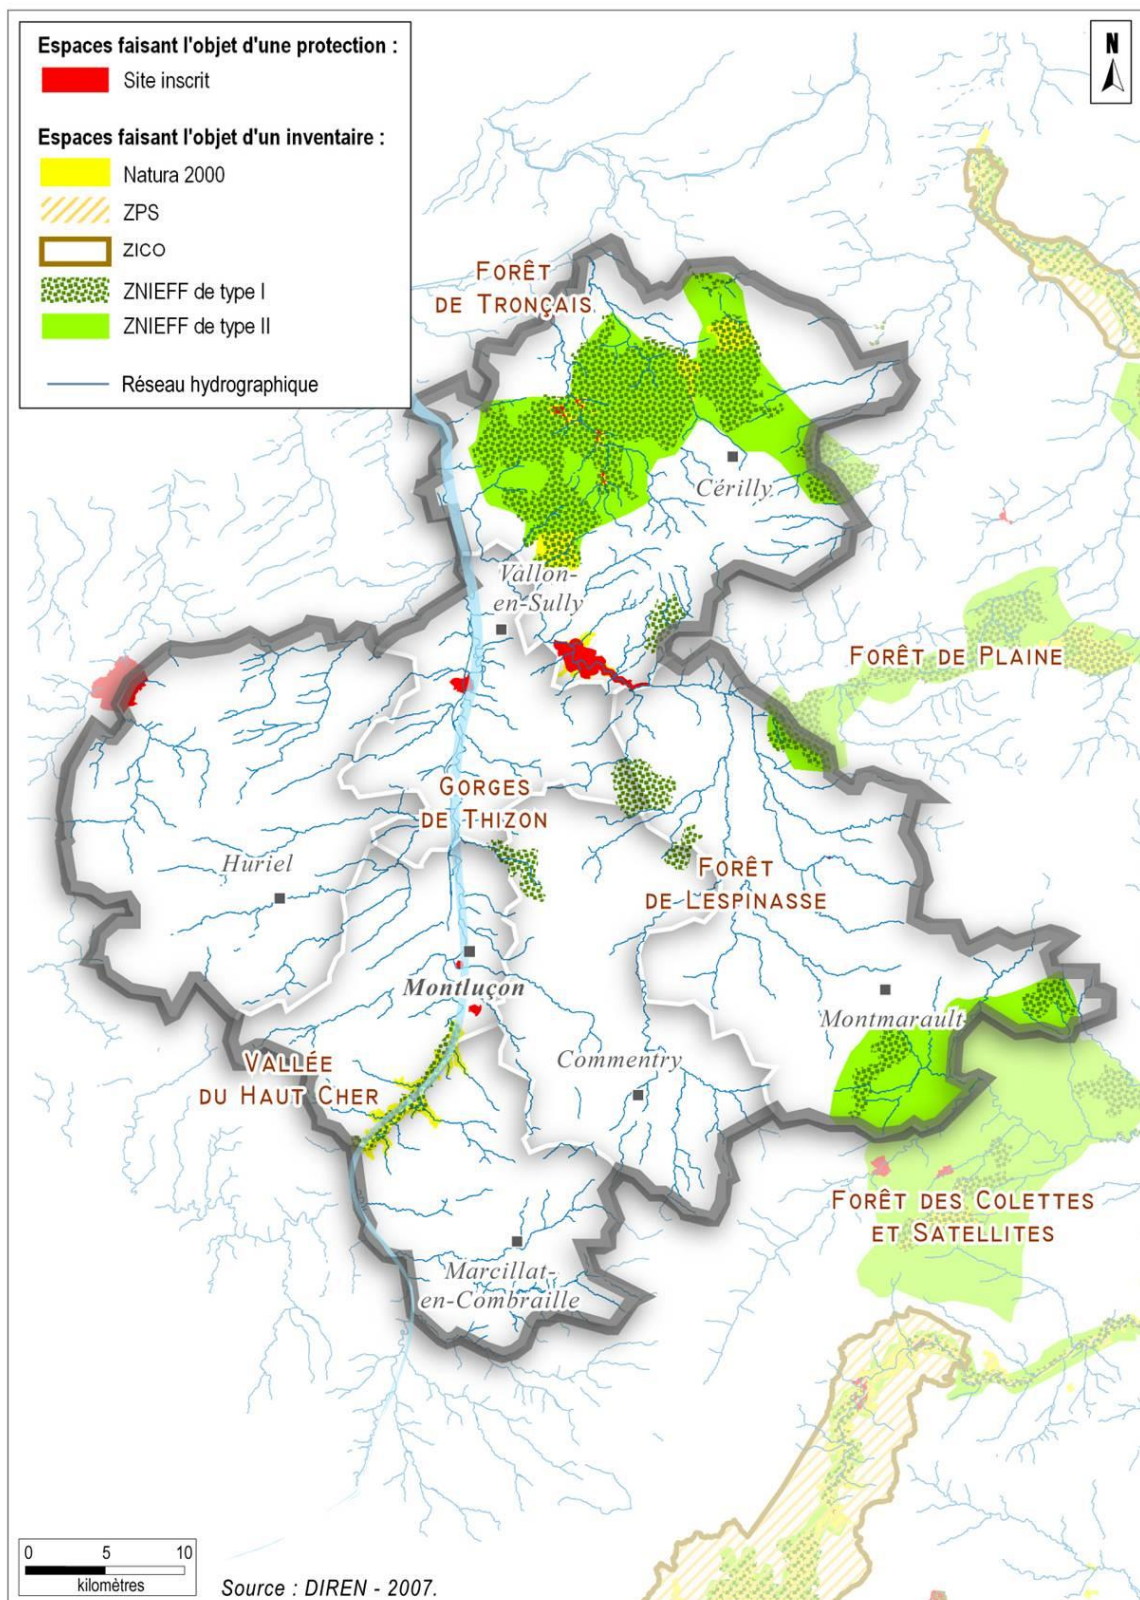 Espaces faisant l'objet d'une protection :
Site inscrit
Espaces faisant l'objet d'un inventaire :
Natura 2000
ZPS
ZICO
ZNIEFF de type I
ZNIEFF de type II
Réseau hydrographique
N
FORÊT
DE TRONÇAIS
Cérilly
Vallon-
en-Sully
FORÊT DE PLAINE
GORGES
DE THIZON
Huriel
FORÊT
DE LESPINASSE
Montluçon
Montmarault
VALLÉE
DU HAUT CHER
Commentry
FORÊT DES COLETTES
ET SATELLITES
Marcillat-
en-Combraille
0 5 10
kilomètres
Source : DIREN - 2007.